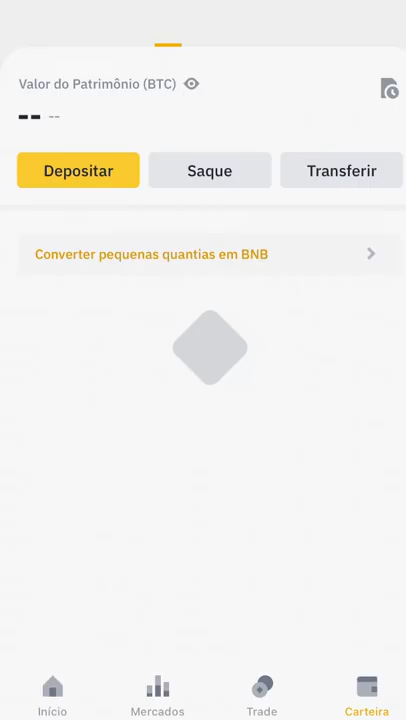 Valor do Patrimônio (BTC)
-- --
Depositar
Saque
Transferir
Converter pequenas quantias em BNB
Início
Mercados
Trade
Carteira